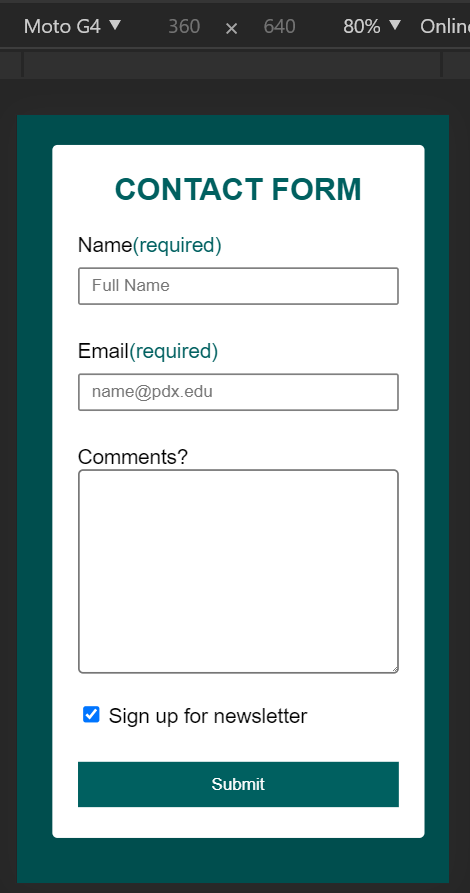 Moto G4 ▼ 360 × 640 80% ▼
CONTACT FORM
Name(required)
Full Name
Email(required)
name@pdx.edu
Comments?
Sign up for newsletter
Submit